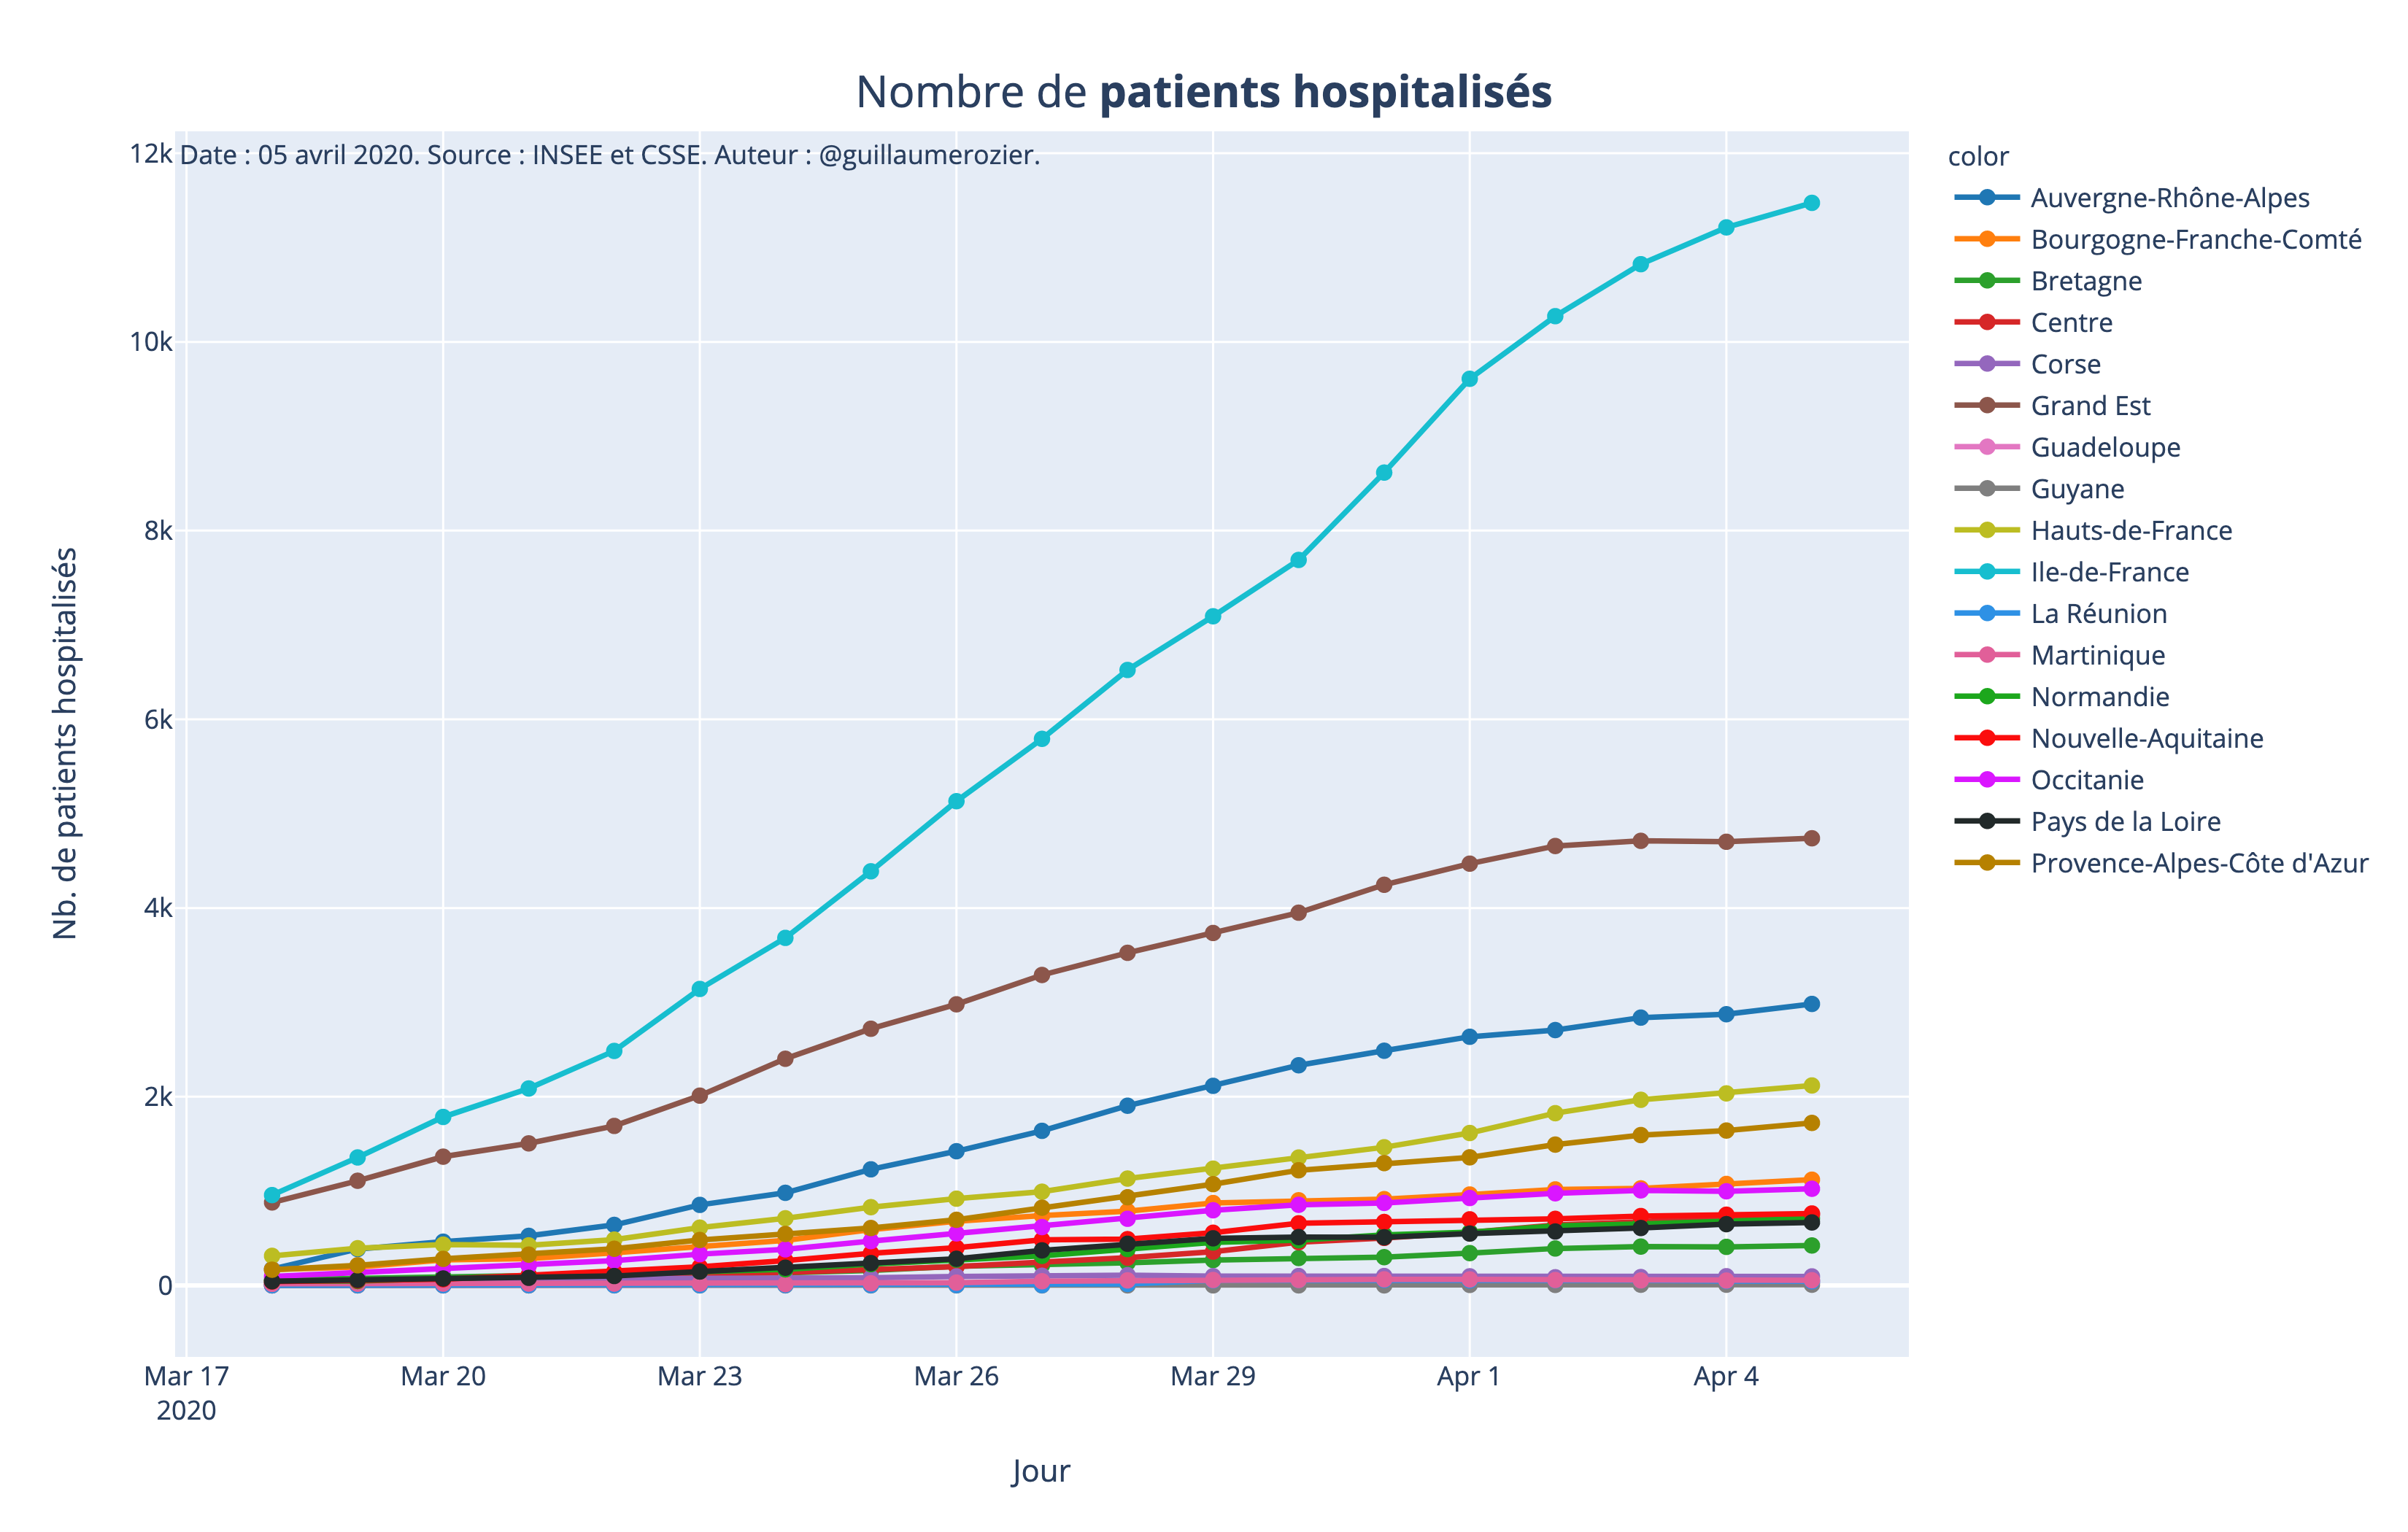 Nombre de patients hospitalisés
12k
Date : 05 avril 2020. Source : INSEE et CSSE. Auteur : @guillaumerozier.
10k
8k
6k
4k
2k
0
Nb. de patients hospitalisés
Mar 17
2020
Mar 20
Mar 23
Mar 26
Mar 29
Apr 1
Apr 4
Jour
color
Auvergne-Rhône-Alpes
Bourgogne-Franche-Comté
Bretagne
Centre
Corse
Grand Est
Guadeloupe
Guyane
Hauts-de-France
Ile-de-France
La Réunion
Martinique
Normandie
Nouvelle-Aquitaine
Occitanie
Pays de la Loire
Provence-Alpes-Côte d'Azur